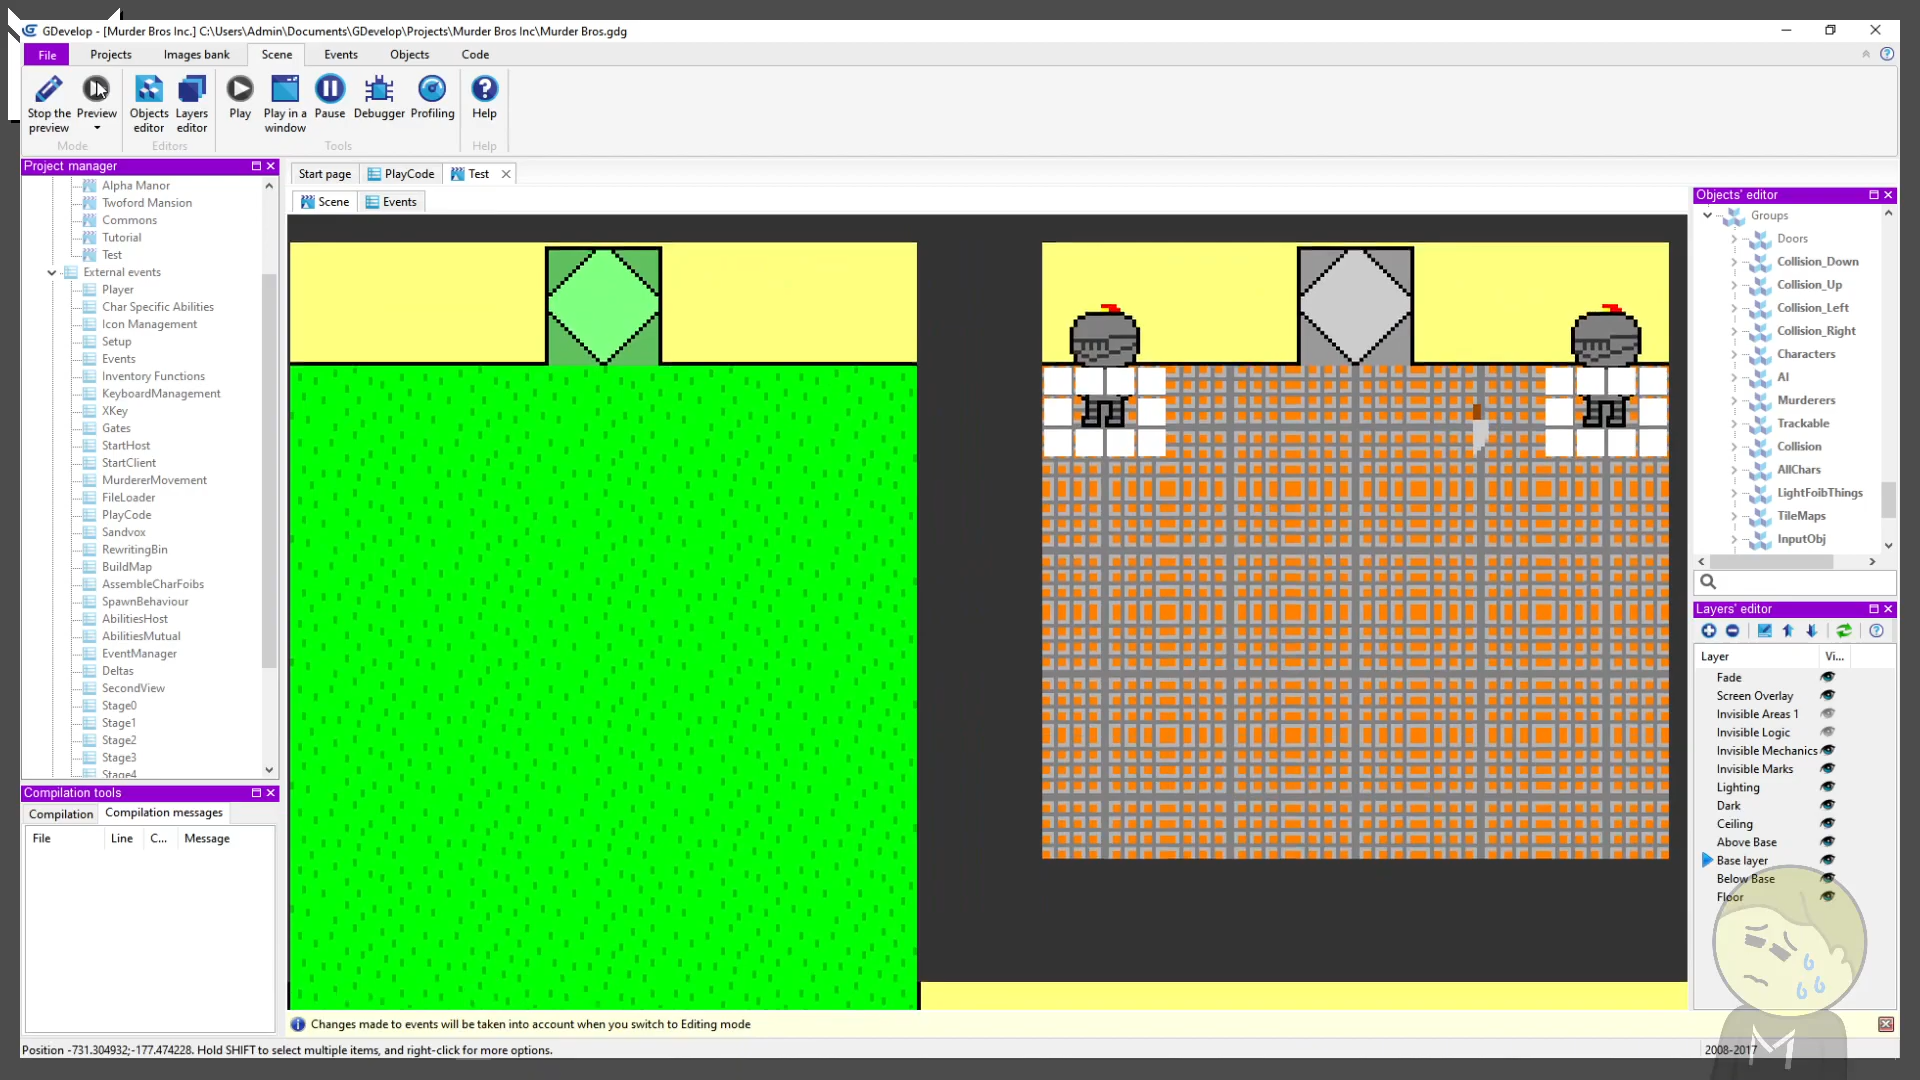 GDevelop - [Murder Bros Inc.] C:\Users\Admin\Documents\GDevelop\Projects\Murder Bros Inc\Murder Bros.gdg
File Projects Images bank Scene Events Objects Code
Stop the preview
Preview
Objects editor
Layers editor
Play
Play in a window
Pause
Debugger
Profiling
Help
Mode Editors Tools Help
Project manager
Alpha Manor
Twoford Mansion
Commons
Tutorial
Test
External events
Player
Char Specific Abilities
Icon Management
Setup
Events
Inventory Functions
KeyboardManagement
XKey
Gates
StartHost
StartClient
MurdererMovement
FileLoader
PlayCode
Sandvox
RewritingBin
BuildMap
AssembleCharFoibs
SpawnBehaviour
AbilitiesHost
AbilitiesMutual
EventManager
Deltas
SecondView
Stage0
Stage1
Stage2
Stage3
Stage4
Compilation tools
Compilation Compilation messages
File Line C... Message
Start page PlayCode Test
Scene Events
Objects' editor
Groups
Doors
Collision_Down
Collision_Up
Collision_Left
Collision_Right
Characters
AI
Murderers
Trackable
Collision
AllChars
LightFoibThings
TileMaps
InputObj
Layers' editor
Layer Vi...
Fade
Screen Overlay
Invisible Areas 1
Invisible Logic
Invisible Mechanics
Invisible Marks
Lighting
Dark
Ceiling
Above Base
Base layer
Below Base
Floor
Changes made to events will be taken into account when you switch to Editing mode
Position -731.304932;-177.474228. Hold SHIFT to select multiple items, and right-click for more options.
2008-2017